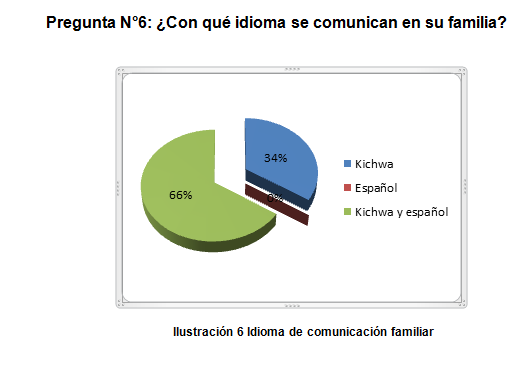 Pregunta N°6: ¿Con qué idioma se comunican en su familia?
34%
0%
66%
Kichwa
Español
Kichwa y español
Ilustración 6 Idioma de comunicación familiar